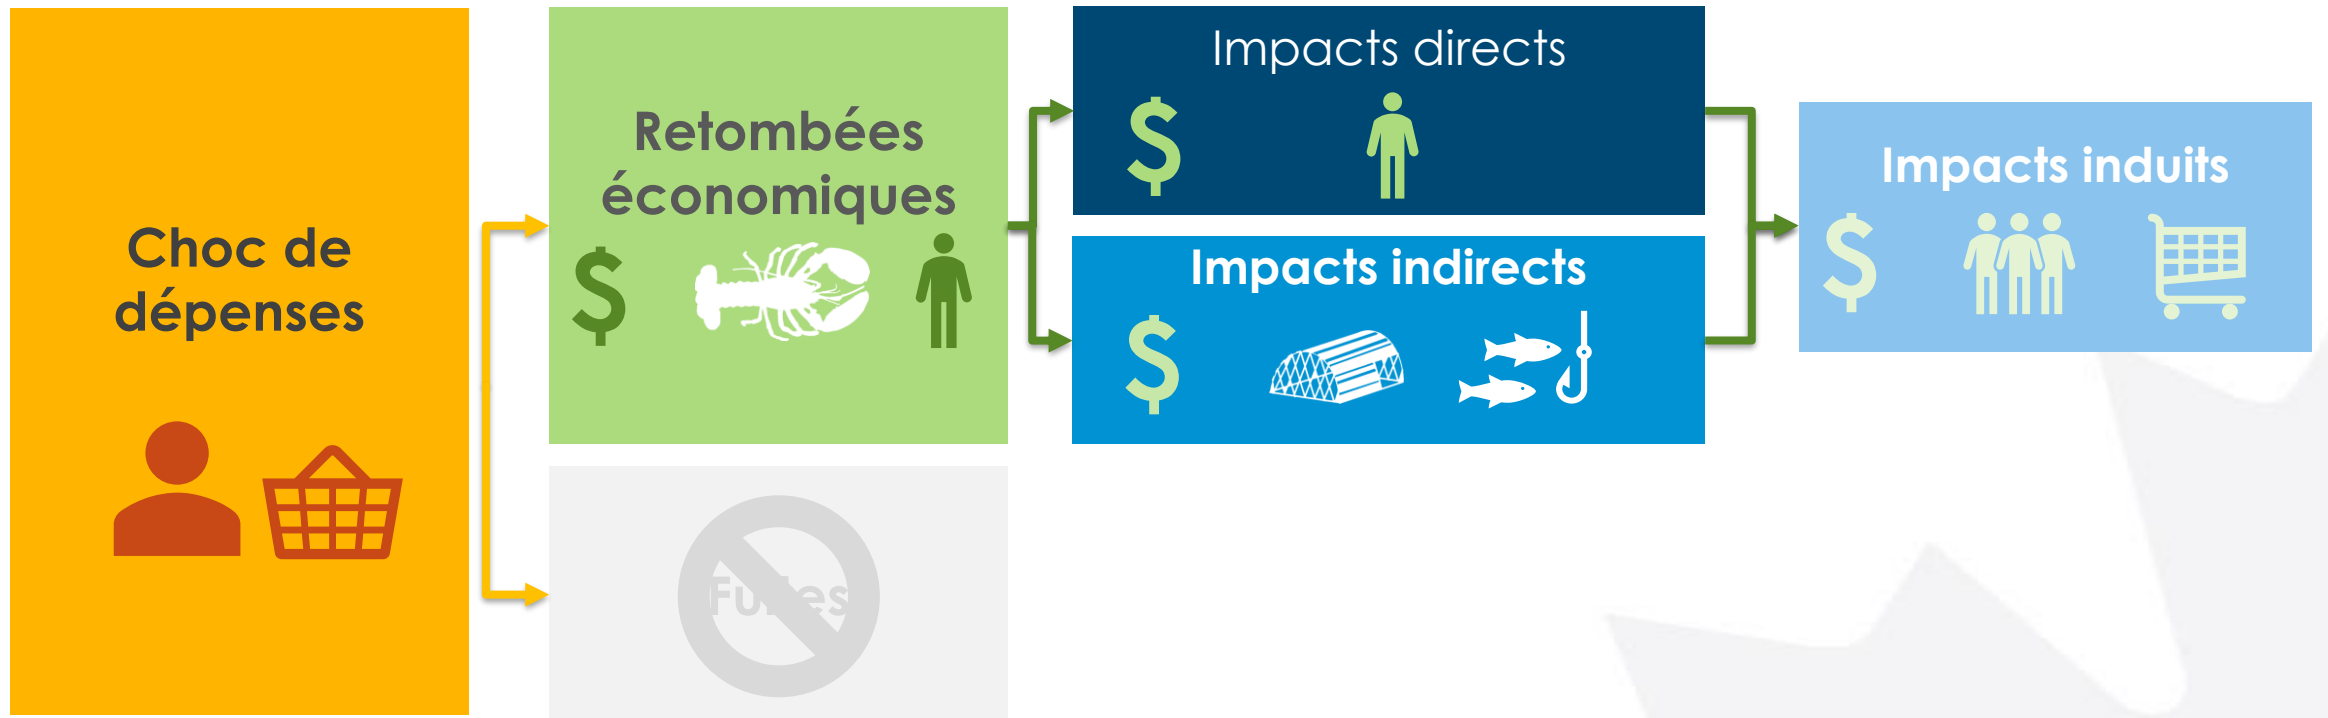 Choc de
dépenses
Retombées
économiques
Impacts directs
Impacts indirects
Impacts induits